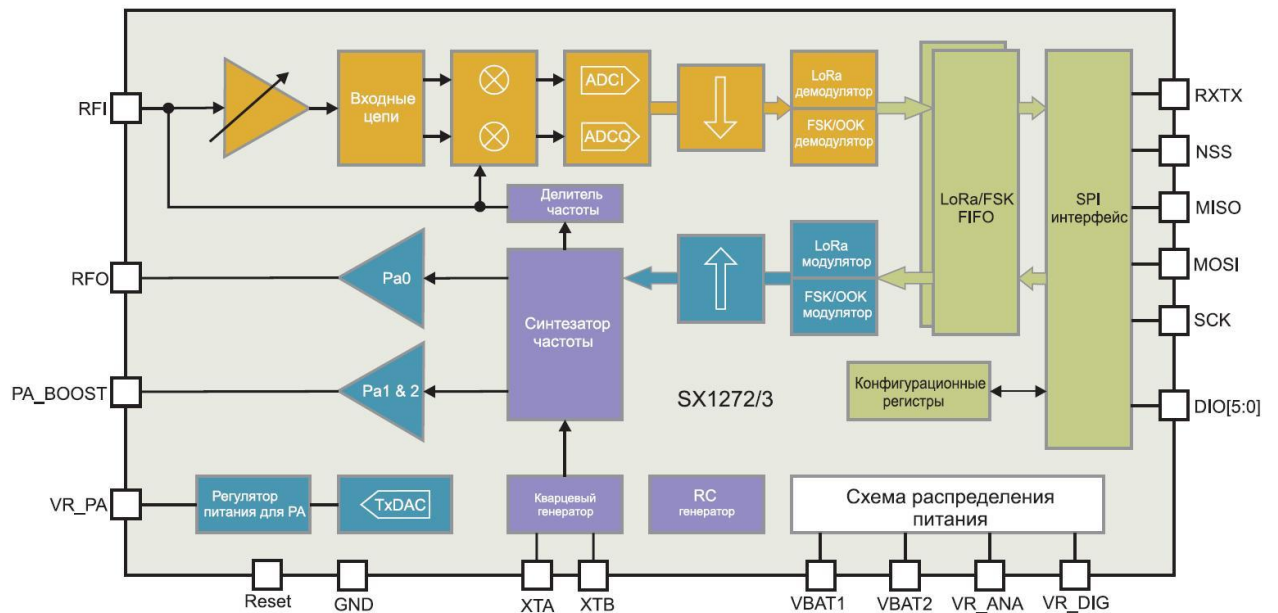 RFI
Входные
цепи
ADCI
ADCQ
LoRa
демодулятор
FSK/OOK
демодулятор
LoRa/FSK
FIFO
SPI
интерфейс
RXTX
NSS
MISO
MOSI
SCK
DIO[5:0]
Делитель
частоты
RFO
Pa0
Синтезатор
частоты
LoRa
модулятор
FSK/OOK
модулятор
PA_BOOST
Pa1 & 2
SX1272/3
Конфигурационные
регистры
VR_PA
Регулятор
питания для PA
TxDAC
Кварцевый
генератор
RC
генератор
Схема распределения
питания
Reset
GND
XTA
XTB
VBAT1
VBAT2
VR_ANA
VR_DIG